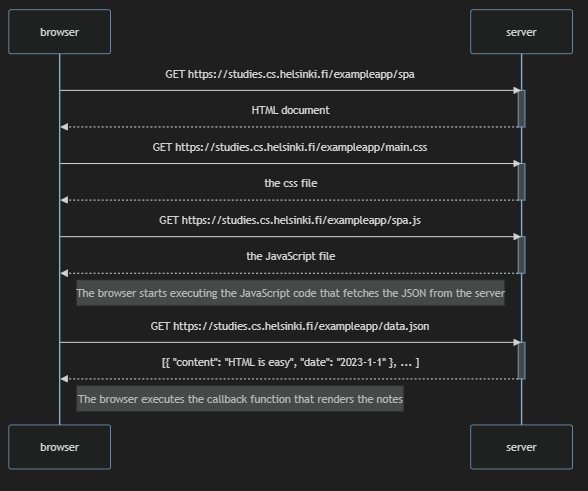 browser
server
GET https://studies.cs.helsinki.fi/exampleapp/spa
HTML document
GET https://studies.cs.helsinki.fi/exampleapp/main.css
the css file
GET https://studies.cs.helsinki.fi/exampleapp/spa.js
the JavaScript file
The browser starts executing the JavaScript code that fetches the JSON from the server
GET https://studies.cs.helsinki.fi/exampleapp/data.json
[{ "content": "HTML is easy", "date": "2023-1-1" }, ... ]
The browser executes the callback function that renders the notes
browser
server